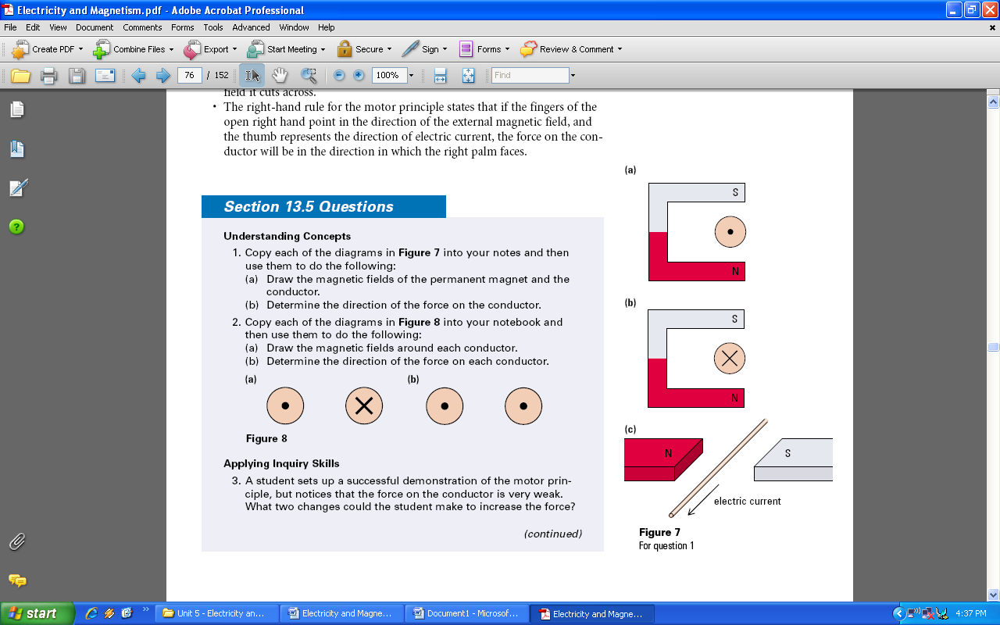 Electricity and Magnetism.pdf - Adobe Acrobat Professional
File Edit View Document Comments Forms Tools Advanced Window Help
Create PDF Combine Files Export Start Meeting Secure Sign Forms Review & Comment
76 / 152 100% Find
field it cuts across.
• The right-hand rule for the motor principle states that if the fingers of the
open right hand point in the direction of the external magnetic field, and
the thumb represents the direction of electric current, the force on the con-
ductor will be in the direction in which the right palm faces.
Section 13.5 Questions
Understanding Concepts
1. Copy each of the diagrams in Figure 7 into your notes and then
use them to do the following:
(a) Draw the magnetic fields of the permanent magnet and the
conductor.
(b) Determine the direction of the force on the conductor.
2. Copy each of the diagrams in Figure 8 into your notebook and
then use them to do the following:
(a) Draw the magnetic fields around each conductor.
(b) Determine the direction of the force on each conductor.
(a) (b)
Figure 8
Applying Inquiry Skills
3. A student sets up a successful demonstration of the motor prin-
ciple, but notices that the force on the conductor is very weak.
What two changes could the student make to increase the force?
(continued)
(a)
S
N
(b)
S
N
(c)
N S
electric current
Figure 7
For question 1
start Unit 5 - Electricity an... Electricity and Magne... Document1 - Microsof... Electricity and Magne... 4:37 PM